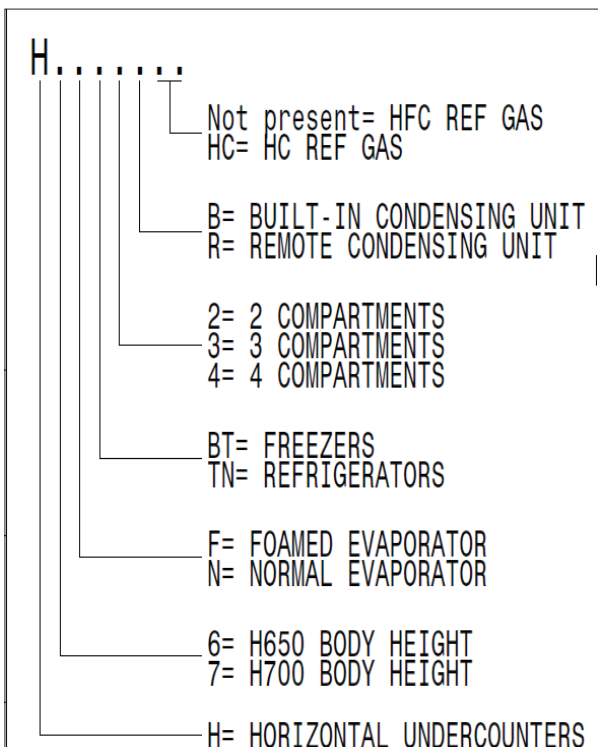 H.......
Not present= HFC REF GAS
HC= HC REF GAS
B= BUILT-IN CONDENSING UNIT
R= REMOTE CONDENSING UNIT
2= 2 COMPARTMENTS
3= 3 COMPARTMENTS
4= 4 COMPARTMENTS
BT= FREEZERS
TN= REFRIGERATORS
F= FOAMED EVAPORATOR
N= NORMAL EVAPORATOR
6= H650 BODY HEIGHT
7= H700 BODY HEIGHT
H= HORIZONTAL UNDERCOUNTERS